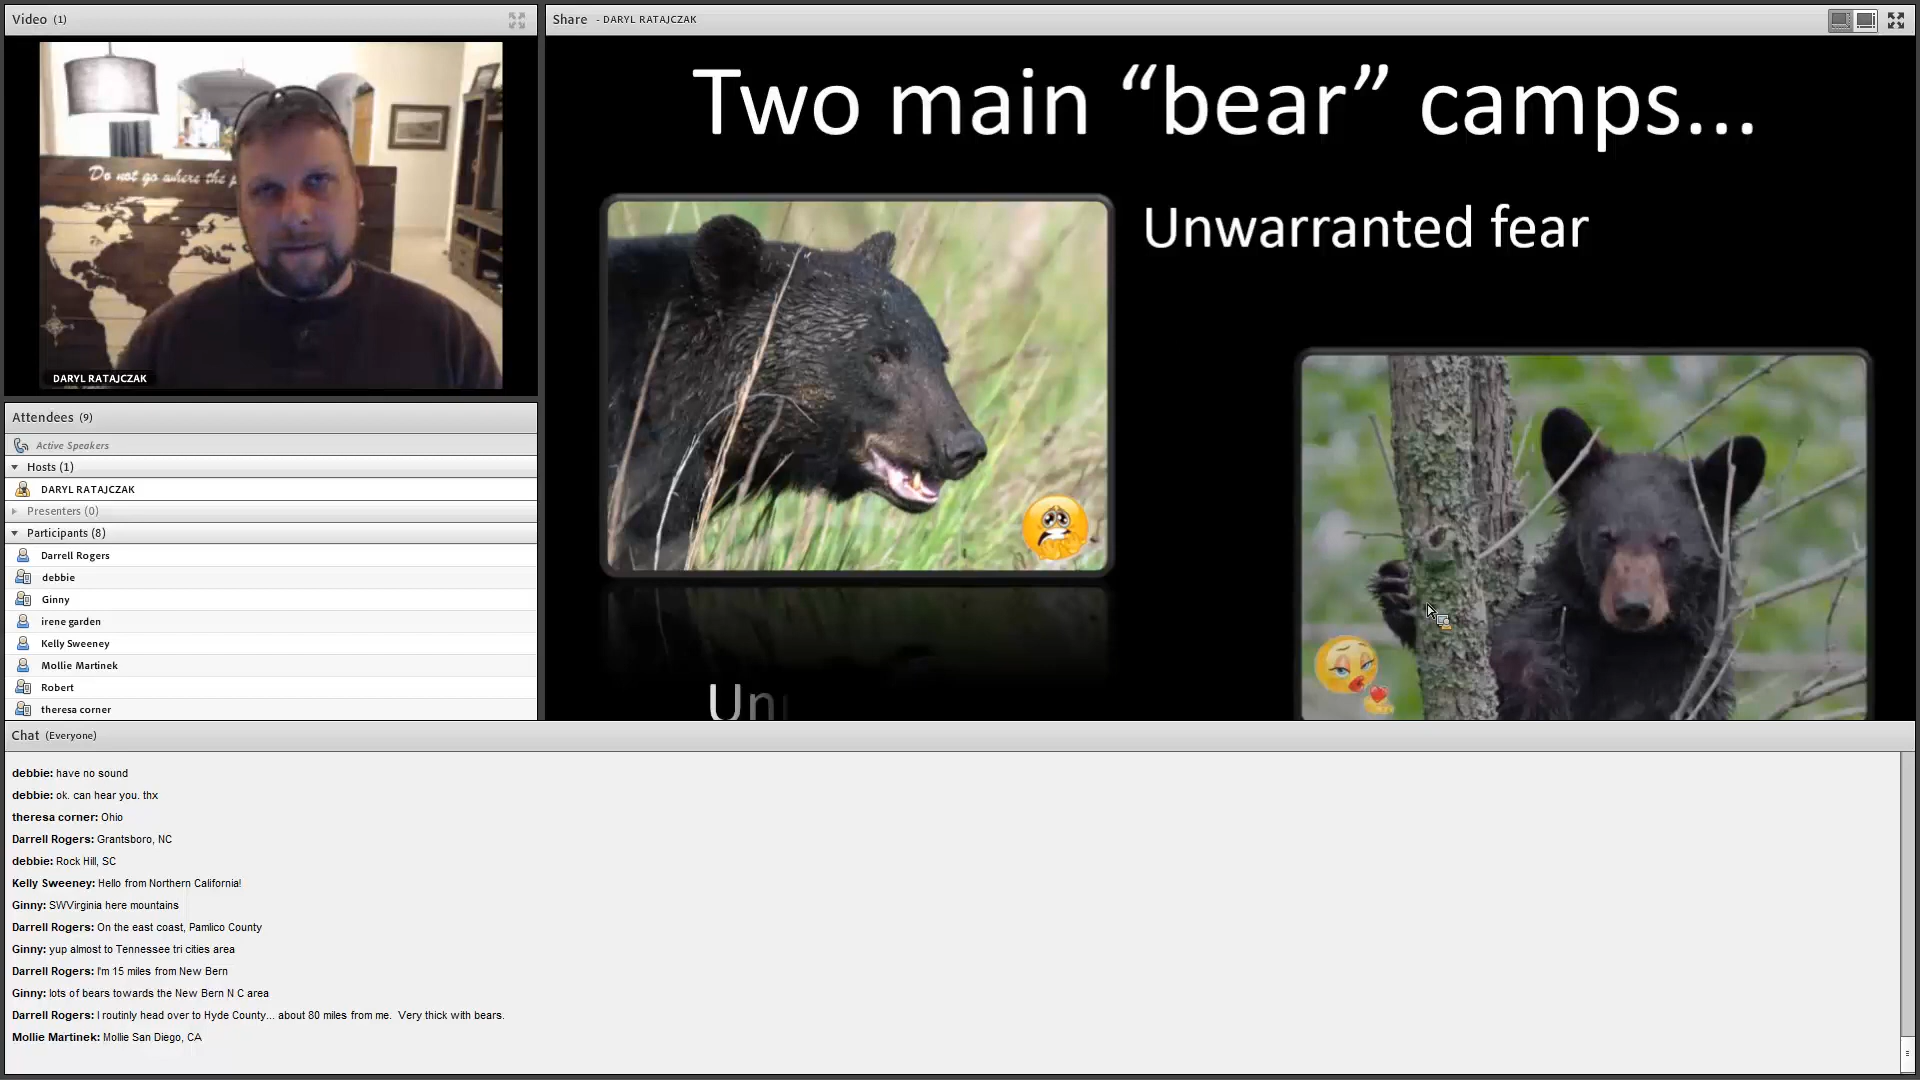 Video (1)
Do not go where the p
DARYL RATAJCZAK
Attendees (9)
Active Speakers
Hosts (1)
DARYL RATAJCZAK
Presenters (0)
Participants (8)
Darrell Rogers
debbie
Ginny
irene garden
Kelly Sweeney
Mollie Martinek
Robert
theresa corner
Share - DARYL RATAJCZAK
Two main “bear” camps...
Unwarranted fear
Un
Chat (Everyone)
debbie: have no sound
debbie: ok. can hear you. thx
theresa corner: Ohio
Darrell Rogers: Grantsboro, NC
debbie: Rock Hill, SC
Kelly Sweeney: Hello from Northern California!
Ginny: SWVirginia here mountains
Darrell Rogers: On the east coast, Pamlico County
Ginny: yup almost to Tennessee tri cities area
Darrell Rogers: I'm 15 miles from New Bern
Ginny: lots of bears towards the New Bern N C area
Darrell Rogers: I routinly head over to Hyde County... about 80 miles from me. Very thick with bears.
Mollie Martinek: Mollie San Diego, CA